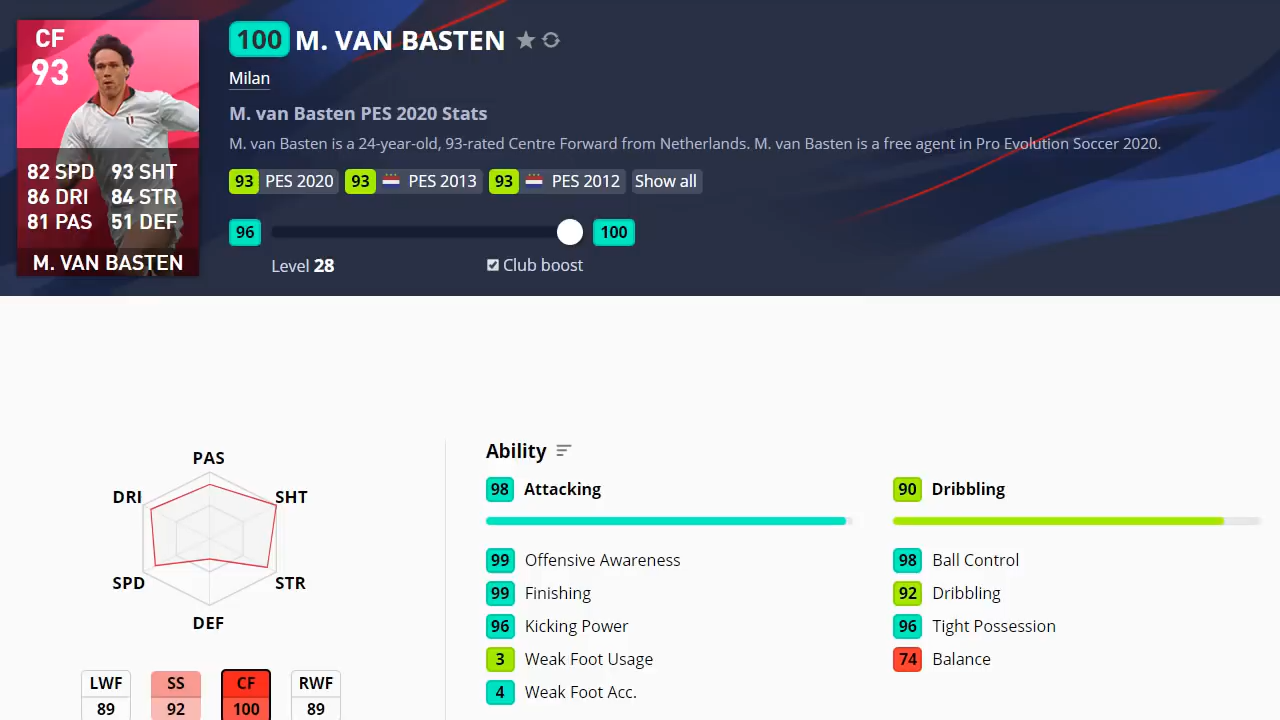 CF
93
82 SPD 93 SHT
86 DRI 84 STR
81 PAS 51 DEF
M. VAN BASTEN
100 M. VAN BASTEN
Milan
M. van Basten PES 2020 Stats
M. van Basten is a 24-year-old, 93-rated Centre Forward from Netherlands. M. van Basten is a free agent in Pro Evolution Soccer 2020.
93 PES 2020 93 PES 2013 93 PES 2012 Show all
96 100
Level 28 Club boost
PAS
DRI SHT
SPD STR
DEF
LWF SS CF RWF
89 92 100 89
Ability
98 Attacking
99 Offensive Awareness
99 Finishing
96 Kicking Power
3 Weak Foot Usage
4 Weak Foot Acc.
90 Dribbling
98 Ball Control
92 Dribbling
96 Tight Possession
74 Balance